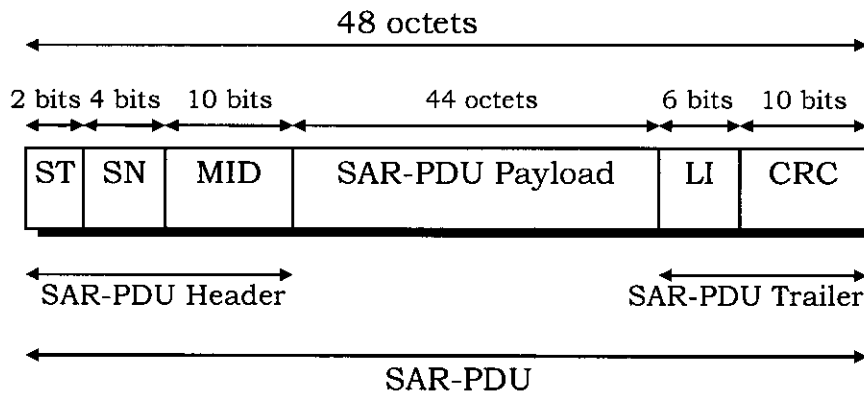 48 octets
2 bits 4 bits 10 bits 44 octets 6 bits 10 bits
ST SN MID SAR-PDU Payload LI CRC
SAR-PDU Header SAR-PDU Trailer
SAR-PDU